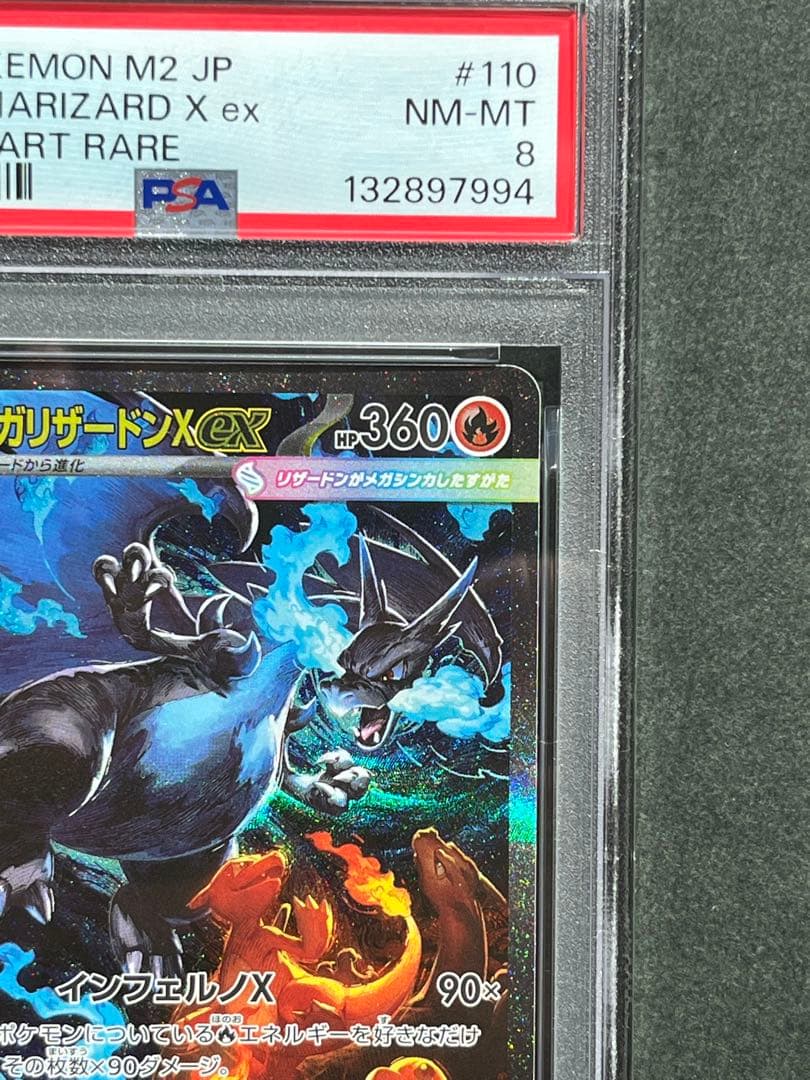 KEMON M2 JP #110
HARIZARD X ex NM-MT
ART RARE 8
PSA 132897994
ガリザードンXex HP360
ードから進化
リザードンがメガシンカしたすがた
インフェルノX 90×
ポケモンについている エネルギーを好きなだけ
その枚数×90ダメージ。